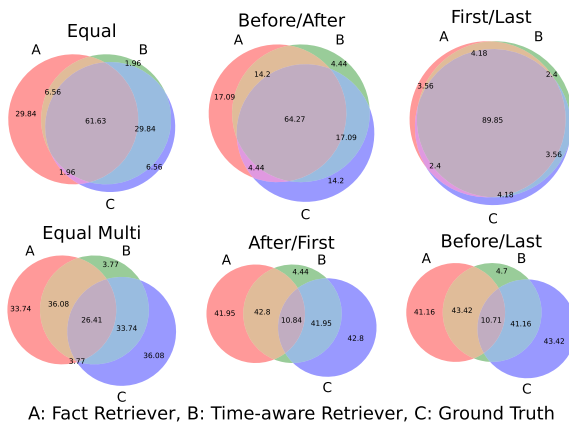 Equal
A
B
1.96
6.56
29.84
61.63
29.84
1.96
6.56
C
Before/After
A
B
4.44
14.2
17.09
64.27
17.09
4.44
14.2
C
First/Last
A
B
4.18
3.56
2.4
89.85
3.56
2.4
4.18
C
Equal Multi
A
B
3.77
36.08
33.74
26.41
33.74
3.77
36.08
C
After/First
A
B
4.44
41.95
42.8
10.84
41.95
42.8
C
Before/Last
A
B
4.7
41.16
43.42
10.71
41.16
43.42
C
A: Fact Retriever, B: Time-aware Retriever, C: Ground Truth